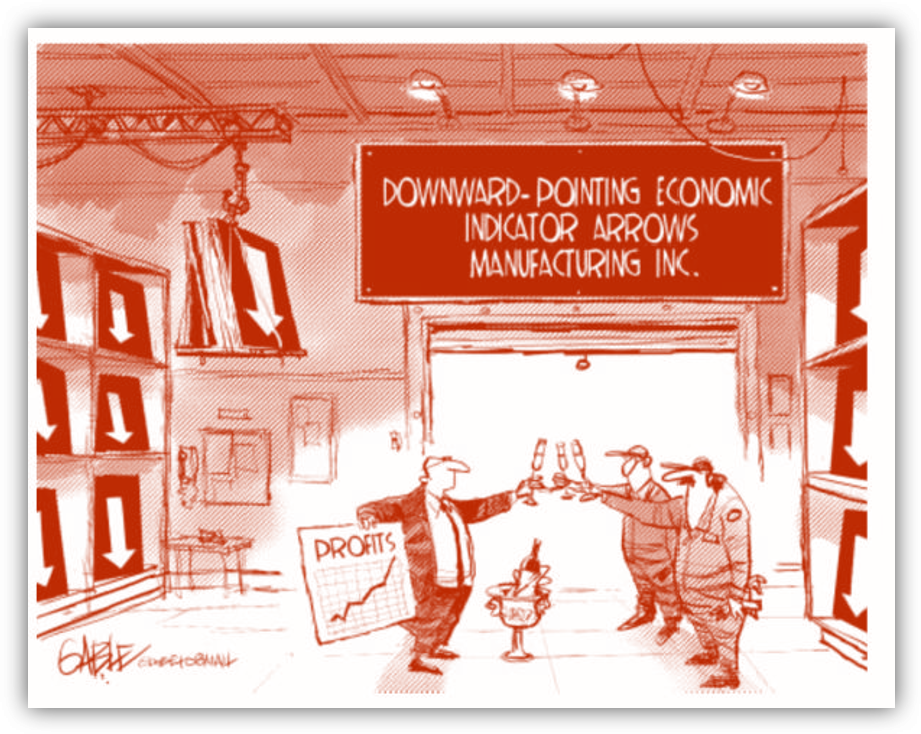 DOWNWARD-POINTING ECONOMIC
INDICATOR ARROWS
MANUFACTURING INC.
PROFITS
GABLE